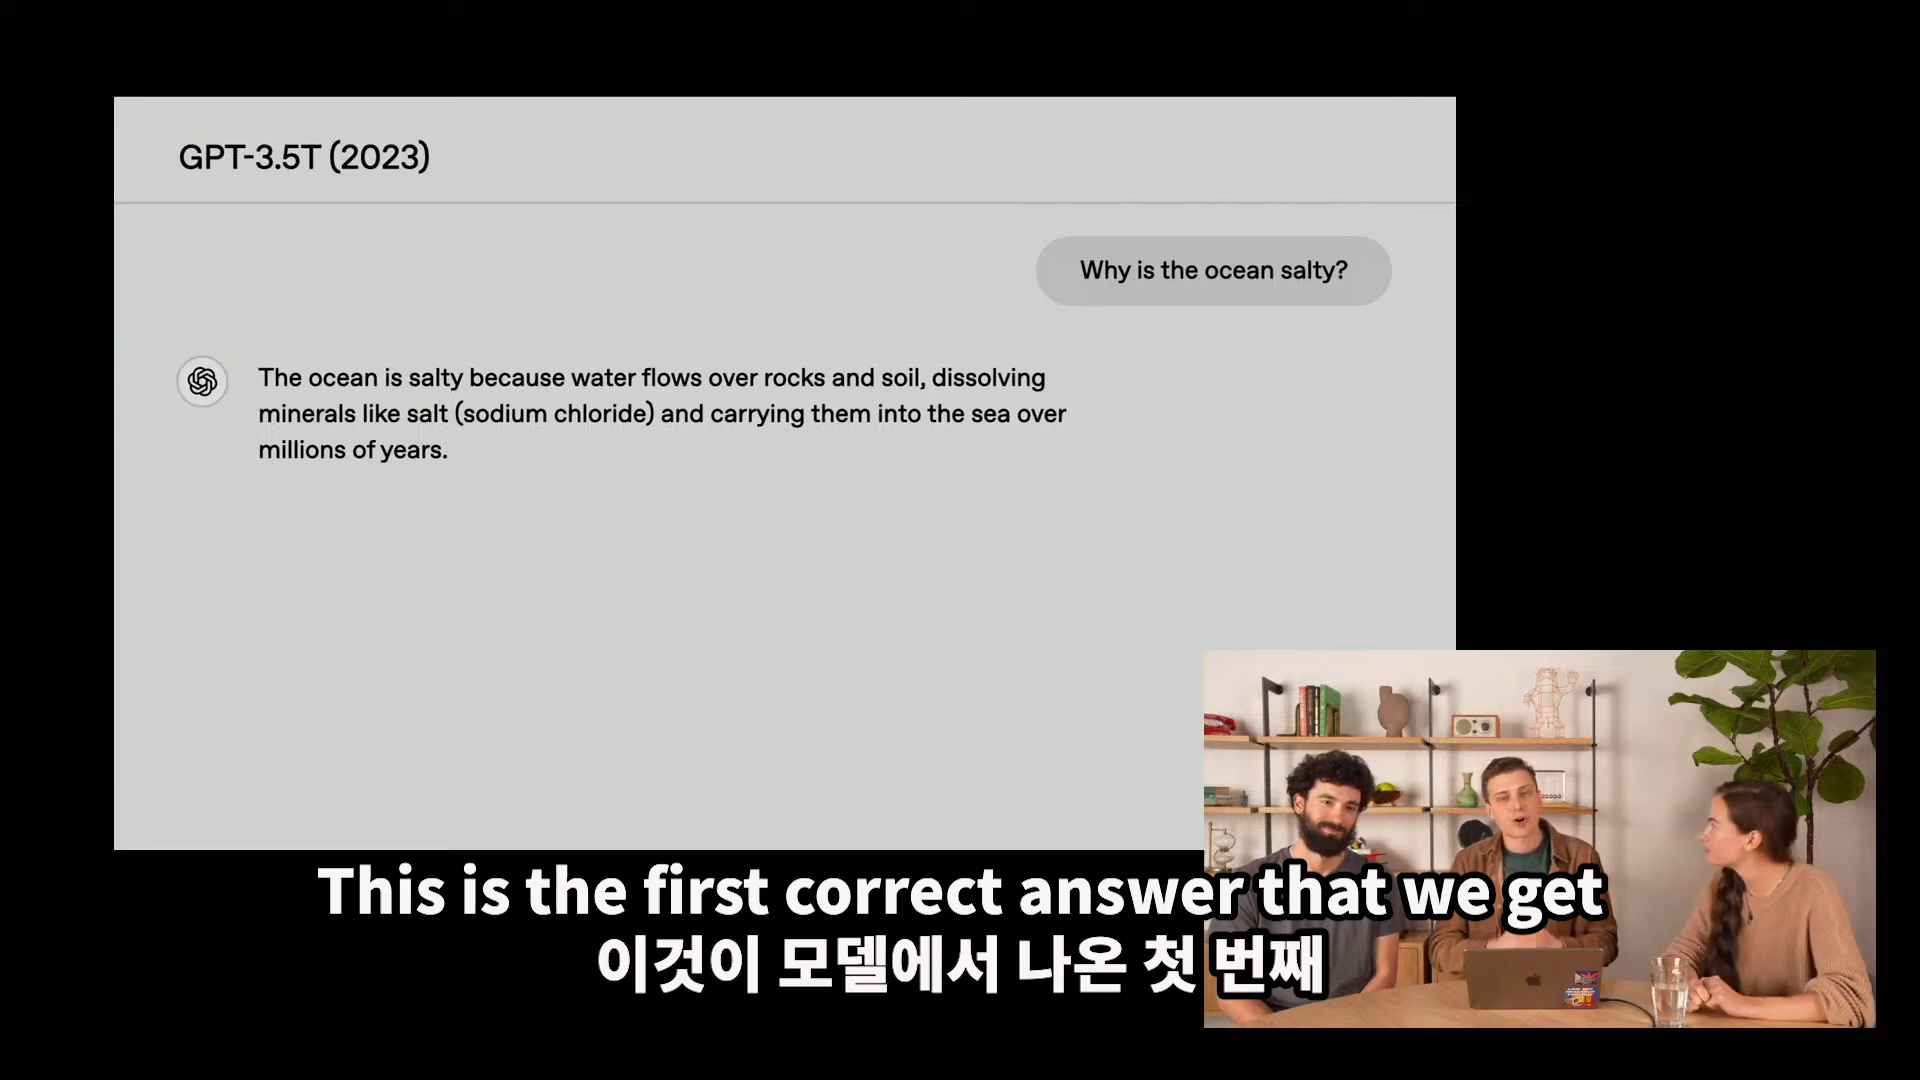 GPT-3.5T (2023)
Why is the ocean salty?
The ocean is salty because water flows over rocks and soil, dissolving
minerals like salt (sodium chloride) and carrying them into the sea over
millions of years.
This is the first correct answer that we get
이것이 모델에서 나온 첫 번째